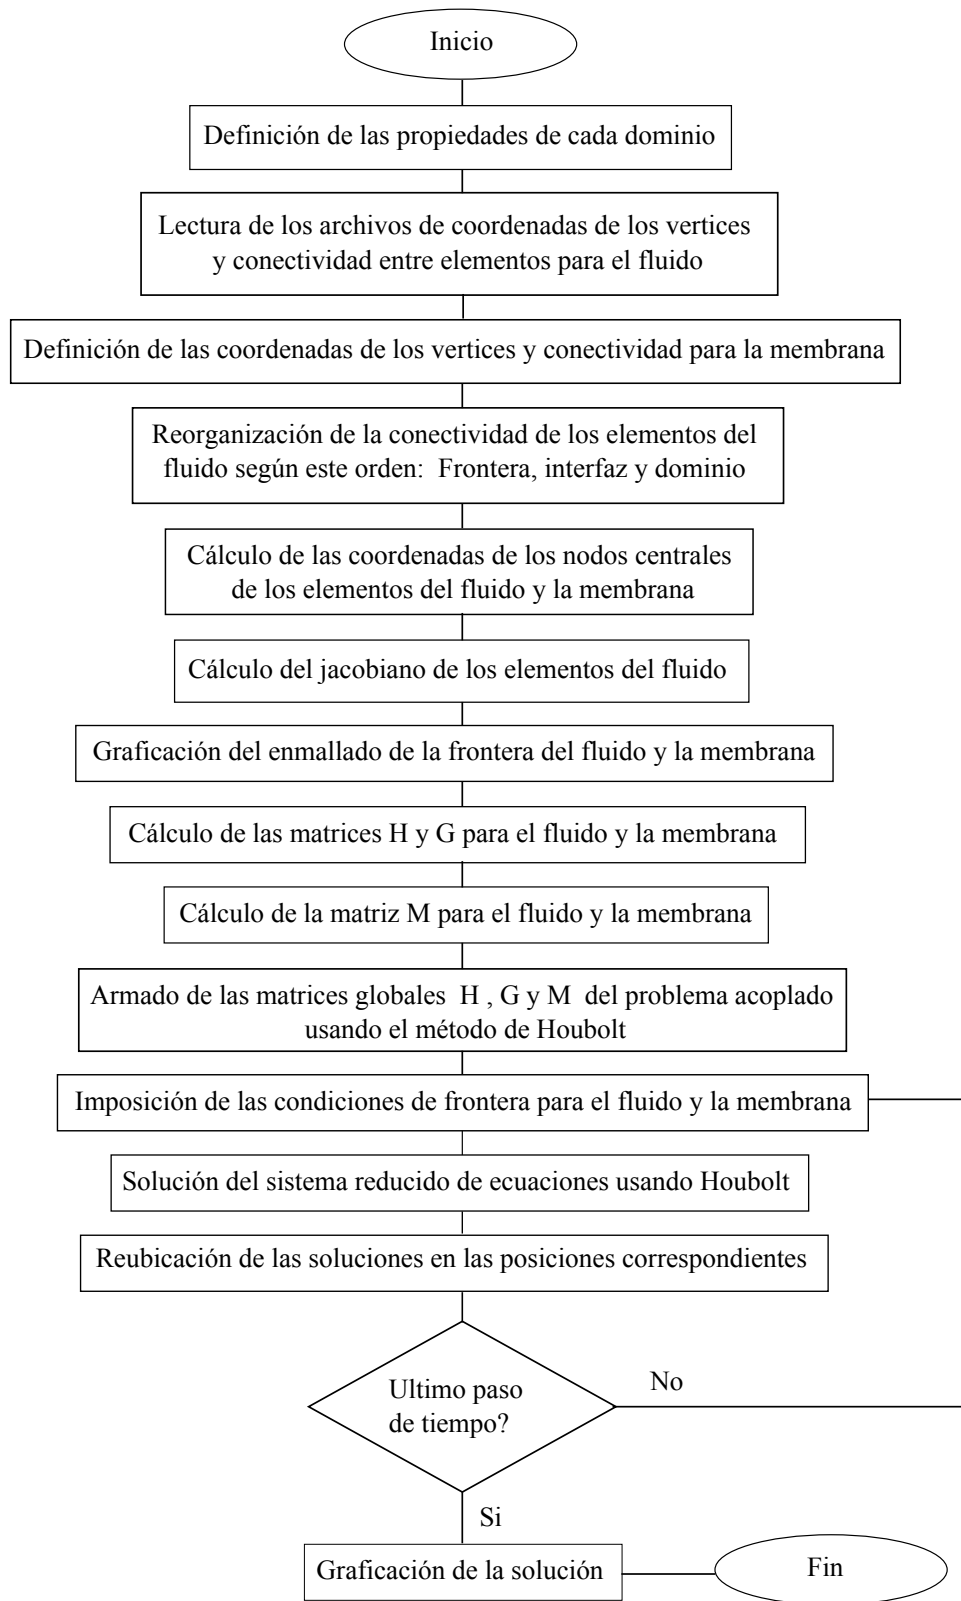 Inicio
Definición de las propiedades de cada dominio
Lectura de los archivos de coordenadas de los vertices
y conectividad entre elementos para el fluido
Definición de las coordenadas de los vertices y conectividad para la membrana
Reorganización de la conectividad de los elementos del
fluido según este orden: Frontera, interfaz y dominio
Cálculo de las coordenadas de los nodos centrales
de los elementos del fluido y la membrana
Cálculo del jacobiano de los elementos del fluido
Graficación del enmallado de la frontera del fluido y la membrana
Cálculo de las matrices H y G para el fluido y la membrana
Cálculo de la matriz M para el fluido y la membrana
Armado de las matrices globales H , G y M del problema acoplado
usando el método de Houbolt
Imposición de las condiciones de frontera para el fluido y la membrana
Solución del sistema reducido de ecuaciones usando Houbolt
Reubicación de las soluciones en las posiciones correspondientes
Ultimo paso
de tiempo?
No
Si
Graficación de la solución
Fin